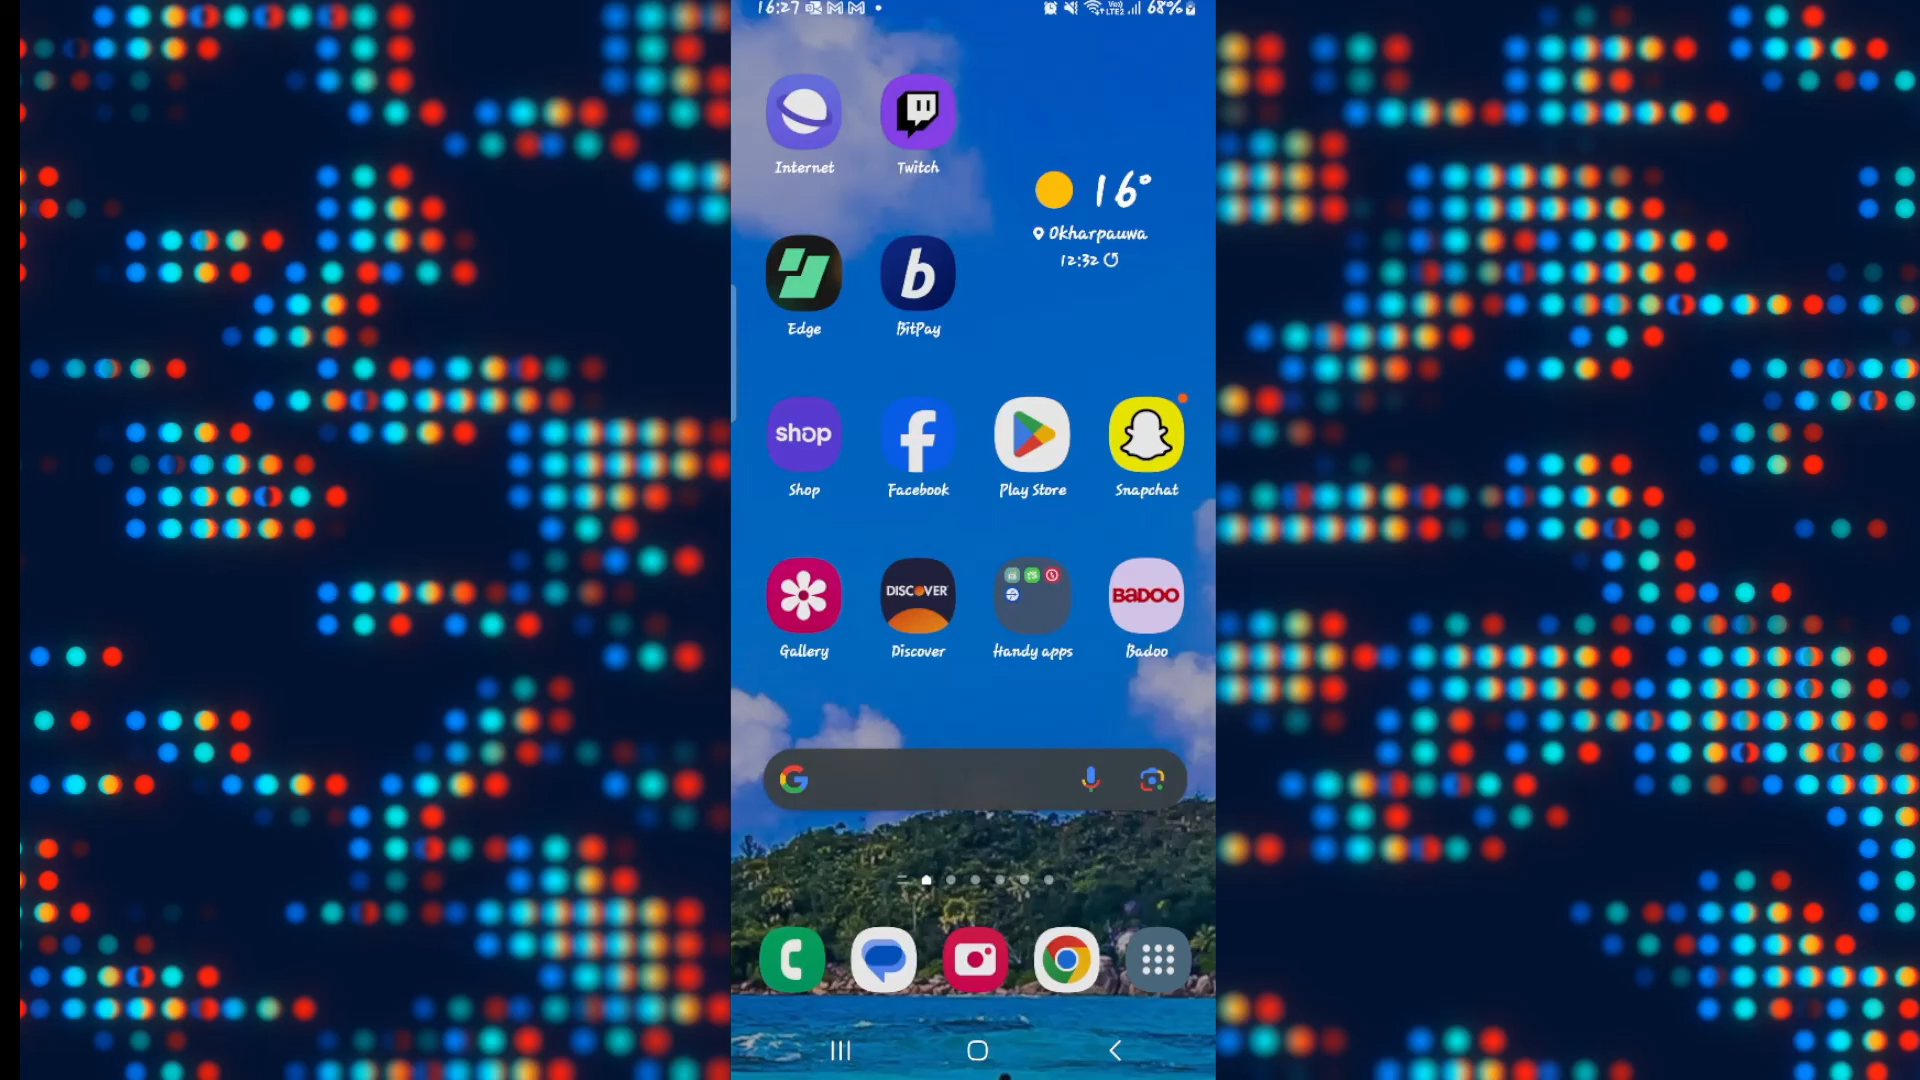 16:27
68%
Internet
Twitch
16°
Okharpauwa
12:32
b
Edge
BitPay
shop
f
Shop
Facebook
Play Store
Snapchat
DISCOVER
BADOO
Gallery
Discover
Handy apps
Badoo
G